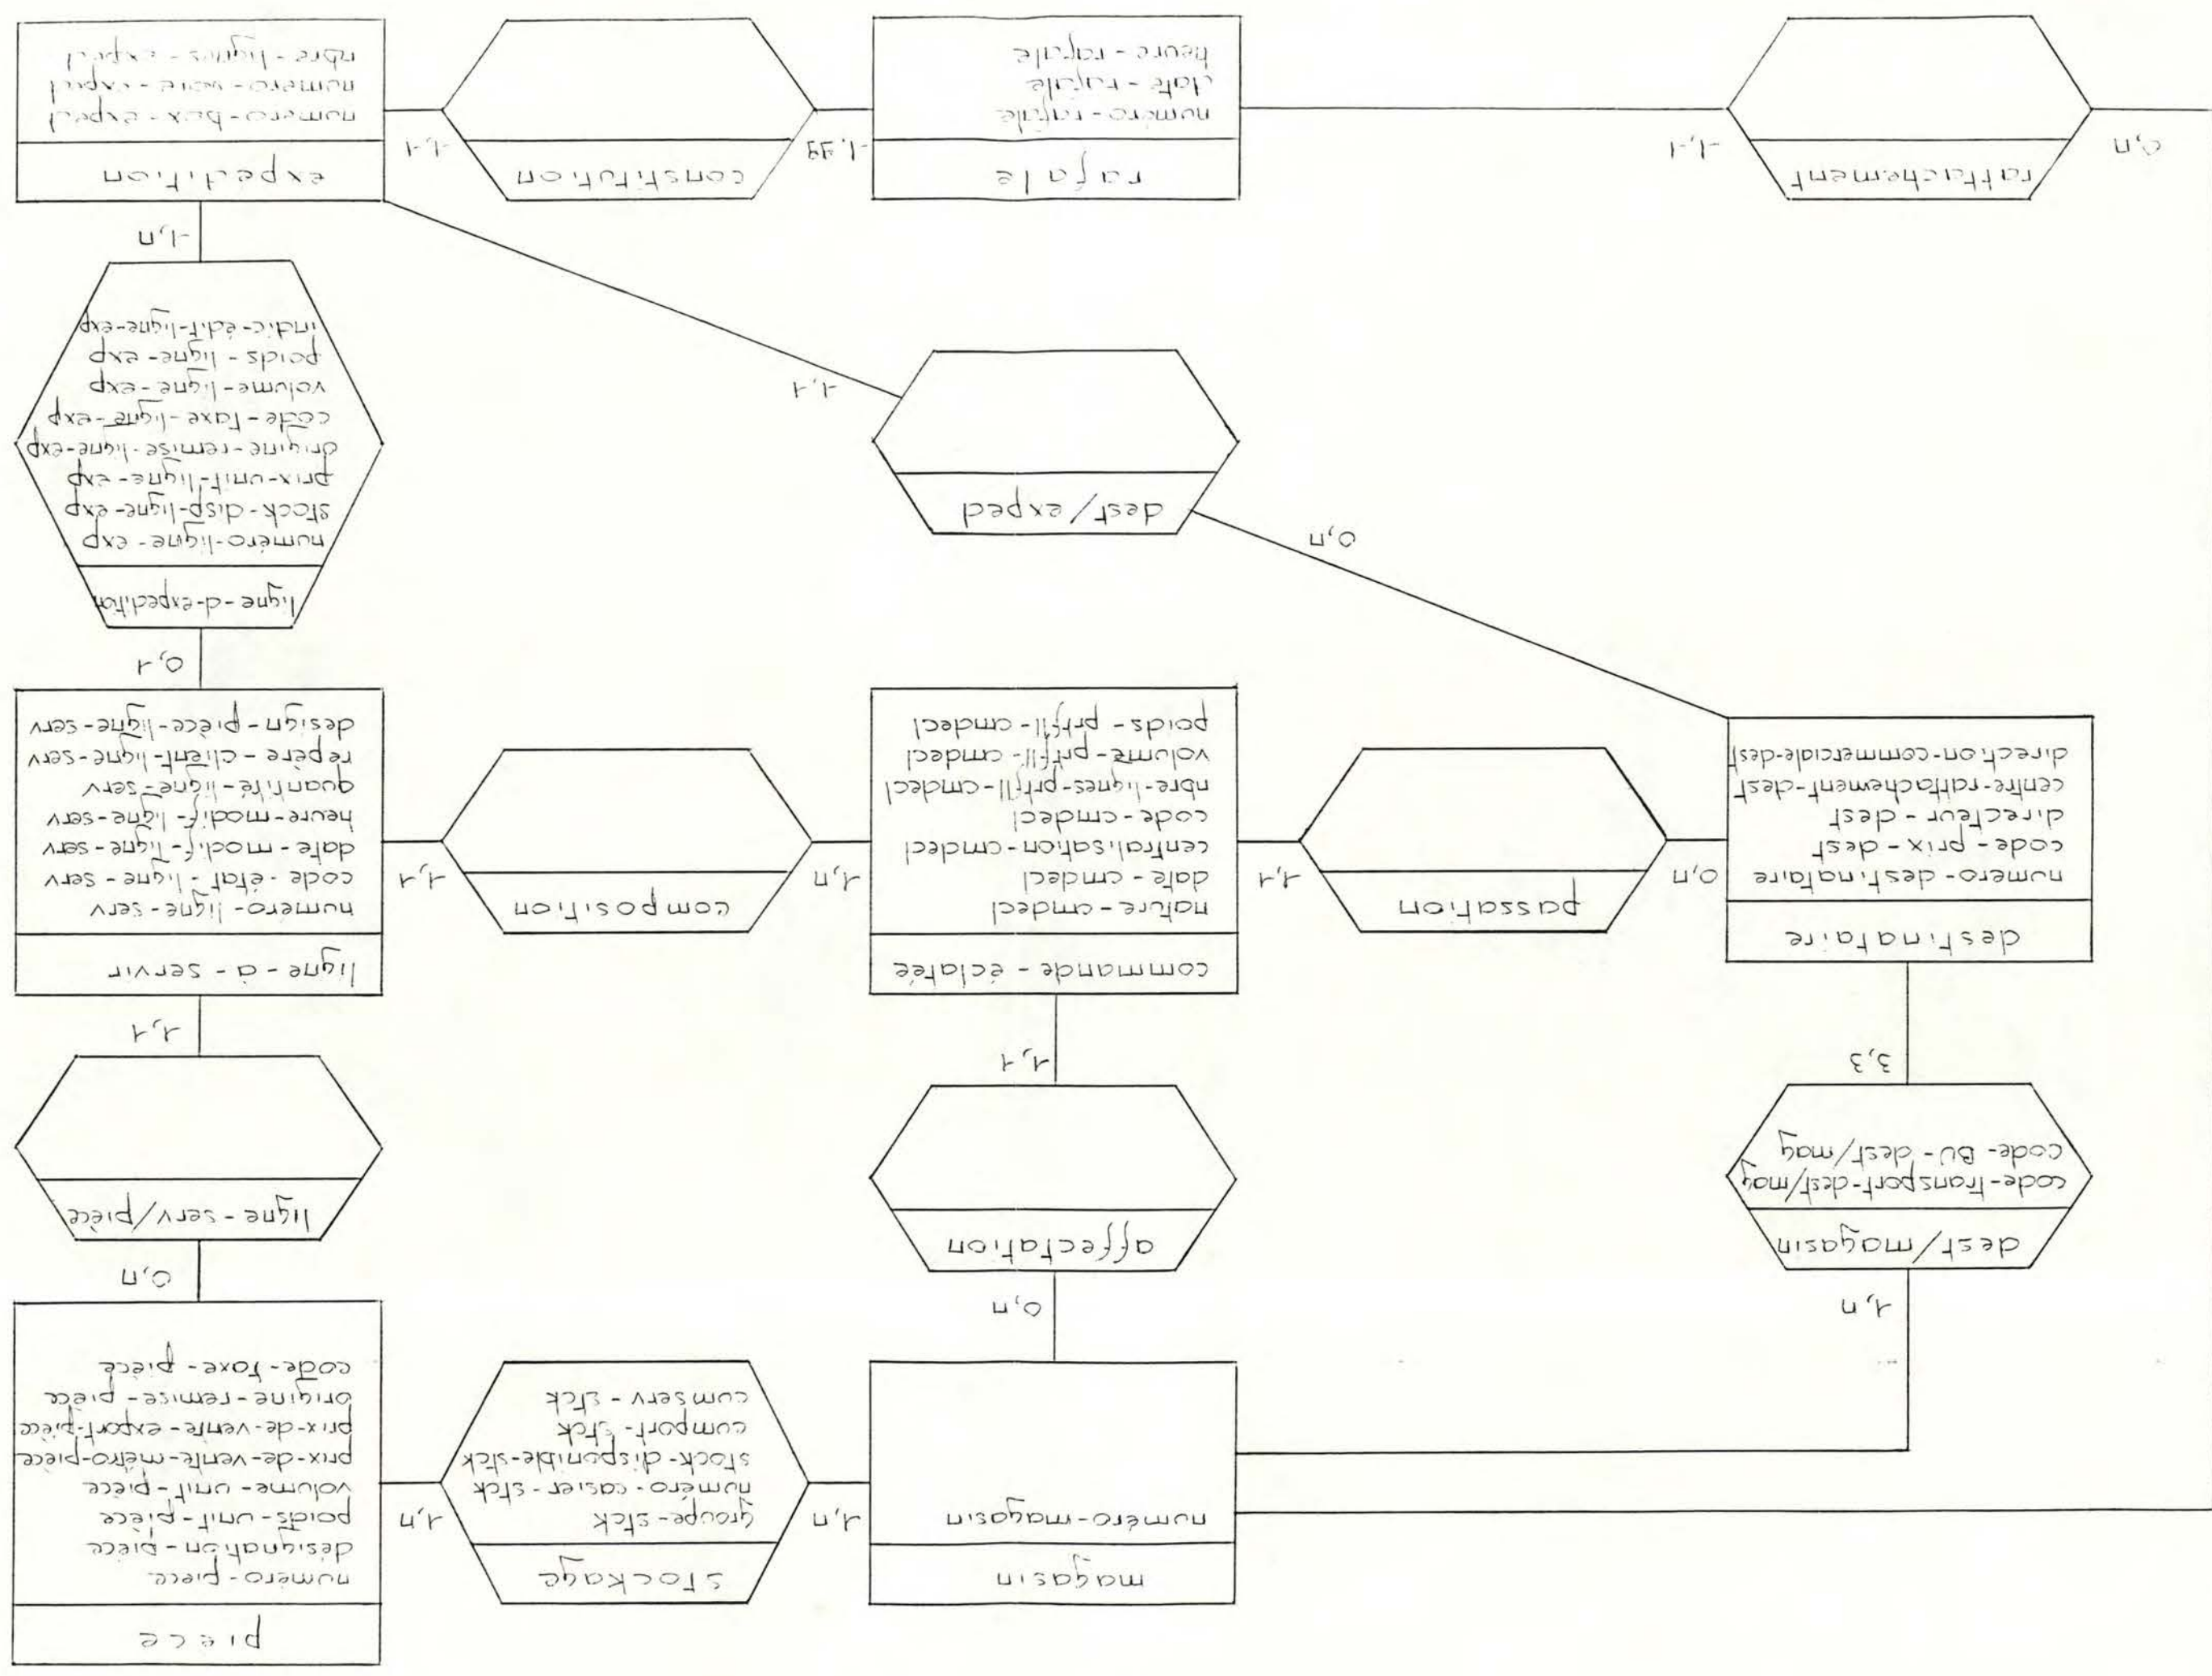 pièce
numéro-pièce
désignation-pièce
poids-unit-pièce
volume-unit-pièce
prix-de-vente-métro-pièce
prix-de-vente-export-pièce
origine-remise-pièce
code-taxe-pièce
magasin
numéro-magasin
1,n
stockage
groupe-stck
numéro-casier-stck
stock-disponible-stck
comport-stck
cumserv-stck
1,n
1,n
0,n
0,n
dest/magasin
code-transport-dest/mag
code-BU-dest/mag
affectation
ligne-serv/pièce
3,3
1,1
1,1
destinataire
numero-destinataire
code-prix-dest
directeur-dest
centre-rattachement-dest
direction-commerciale-dest
0,n
passation
1,1
commande-éclatée
nature-cmdecl
date-cmdecl
centralisation-cmdecl
code-cmdecl
nbre-lignes-prtfll-cmdecl
volume-prtfll-cmdecl
poids-prtfll-cmdecl
1,n
composition
1,1
ligne-à-servir
numéro-ligne-serv
code-état-ligne-serv
date-modif-ligne-serv
heure-modif-ligne-serv
quantité-ligne-serv
repère-client-ligne-serv
design-pièce-ligne-serv
0,1
0,n
dest/exped
1,1
ligne-d-expedition
numéro-ligne-exp
stock-disp-ligne-exp
prix-unit-ligne-exp
origine-remise-ligne-exp
code-taxe-ligne-exp
volume-ligne-exp
poids-ligne-exp
indic-édit-ligne-exp
1,n
0,n
rattachement
1,1
rafale
numéro-rafale
date-rafale
heure-rafale
1,99
constitution
1,1
expedition
numero-box-exped
numero-voie-exped
nbre-lignes-exped